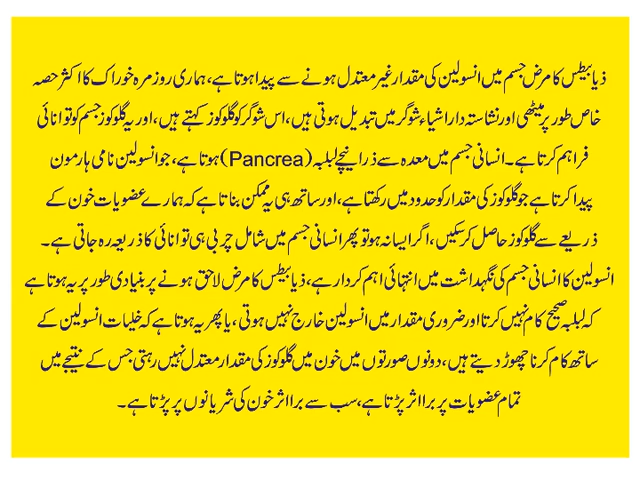 ذیابیطس کا مرض جسم میں انسولین کی مقدار غیر معتدل ہونے سے پیدا ہوتا ہے، ہماری روزمرہ خوراک کا اکثر حصہ
خاص طور پر میٹھی اور نشاستہ دار اشیاء شوگر میں تبدیل ہوتی ہیں، اس شوگر کو گلوکوز کہتے ہیں، اور یہ گلوکوز جسم کو توانائی
فراہم کرتا ہے۔ انسانی جسم میں معدہ سے ذرا نیچے لبلبہ (Pancrea) ہوتا ہے، جو انسولین نامی ہارمون
پیدا کرتا ہے جو گلوکوز کی مقدار کو حدود میں رکھتا ہے، اور ساتھ ہی یہ ممکن بناتا ہے کہ ہمارے عضویات خون کے
ذریعے سے گلوکوز حاصل کرسکیں، اگر ایسا نہ ہو تو پھر انسانی جسم میں شامل چربی ہی توانائی کا ذریعہ رہ جاتی ہے۔
انسولین کا انسانی جسم کی نگہداشت میں انتہائی اہم کردار ہے، ذیابیطس کا مرض لاحق ہونے پر بنیادی طور پر یہ ہوتا ہے
کہ لبلبہ صحیح کام نہیں کرتا اور ضروری مقدار میں انسولین خارج نہیں ہوتی، یا پھر یہ ہوتا ہے کہ خلیات انسولین کے
ساتھ کام کرنا چھوڑ دیتے ہیں، دونوں صورتوں میں خون میں گلوکوز کی مقدار معتدل نہیں رہتی جس کے نتیجے میں
تمام عضویات پر برا اثر پڑتا ہے، سب سے برا اثر خون کی شریانوں پر پڑتا ہے۔